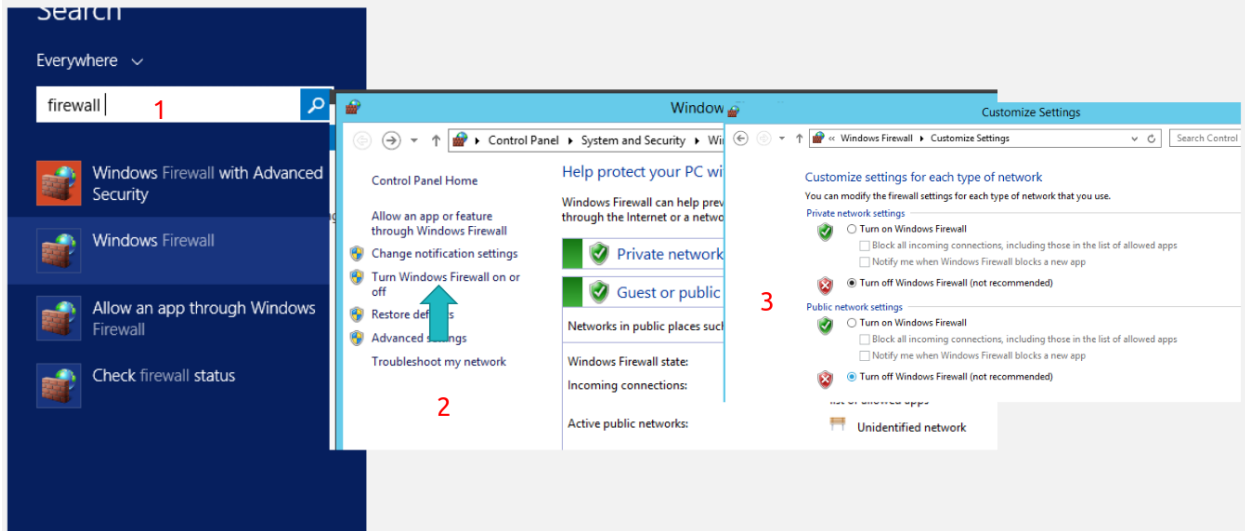 Search
Everywhere
firewall
1
Windows Firewall with Advanced
Security
Windows Firewall
Allow an app through Windows
Firewall
Check firewall status
Window
Control Panel ▸ System and Security ▸
Control Panel Home
Allow an app or feature
through Windows Firewall
Change notification settings
Turn Windows Firewall on or
off
Restore
Advanced
Troubleshoot my network
2
Help protect your PC
Windows Firewall can help
through the Internet or a
Private network
Guest or public
Networks in public places
Windows Firewall state:
Incoming connections:
Active public networks:
list of allowed apps
Unidentified network
Customize Settings
« Windows Firewall ▸ Customize Settings
Search Control
Customize settings for each type of network
You can modify the firewall settings for each type of network that you use.
Private network settings
Turn on Windows Firewall
Block all incoming connections, including those in the list of allowed apps
Notify me when Windows Firewall blocks a new app
Turn off Windows Firewall (not recommended)
3
Public network settings
Turn on Windows Firewall
Block all incoming connections, including those in the list of allowed apps
Notify me when Windows Firewall blocks a new app
Turn off Windows Firewall (not recommended)